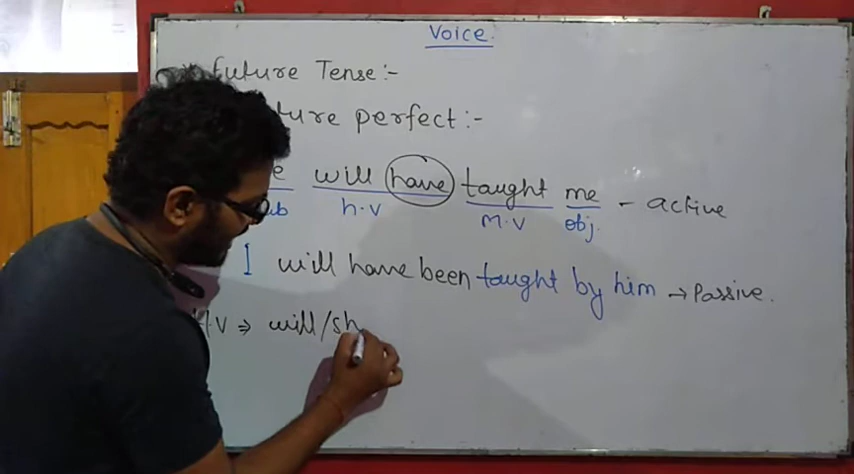 Voice.
future Tense:-
ture perfect:-
e will have taught me - active
ub h.v M.V obj.
I will have been taught by him → Passive.
H.V ⇒ will/sh